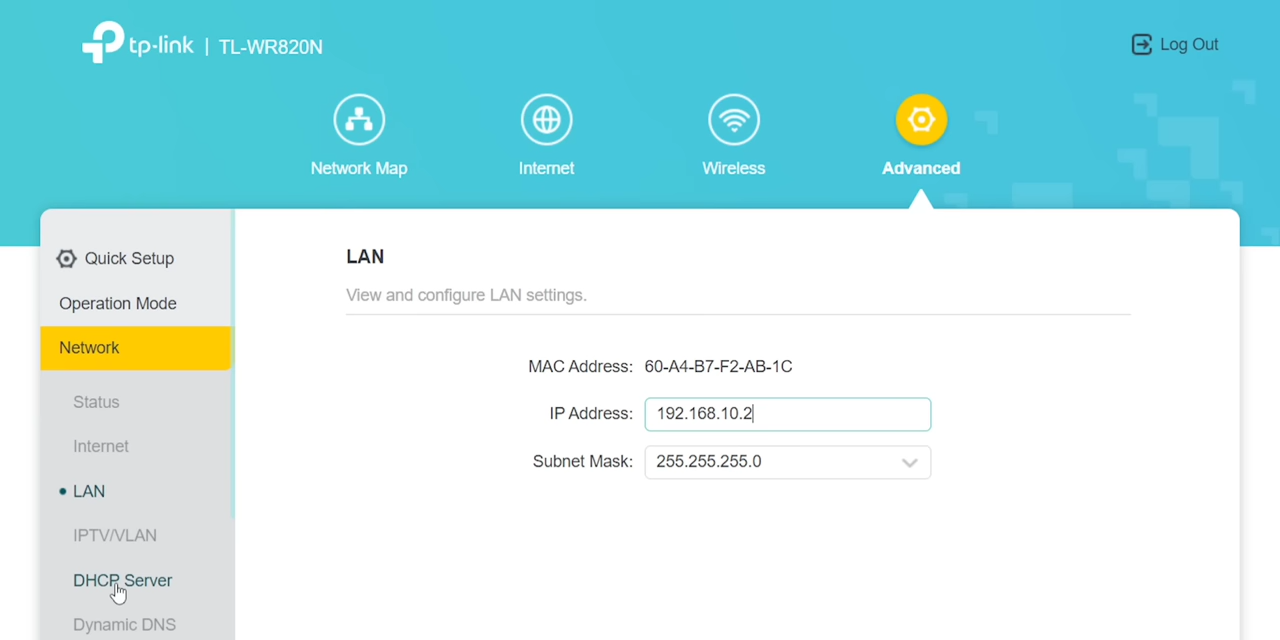 tp-link | TL-WR820N
Log Out
Network Map
Internet
Wireless
Advanced
Quick Setup
Operation Mode
Network
Status
Internet
LAN
IPTV/VLAN
DHCP Server
Dynamic DNS
LAN
View and configure LAN settings.
MAC Address: 60-A4-B7-F2-AB-1C
IP Address: 192.168.10.2
Subnet Mask: 255.255.255.0